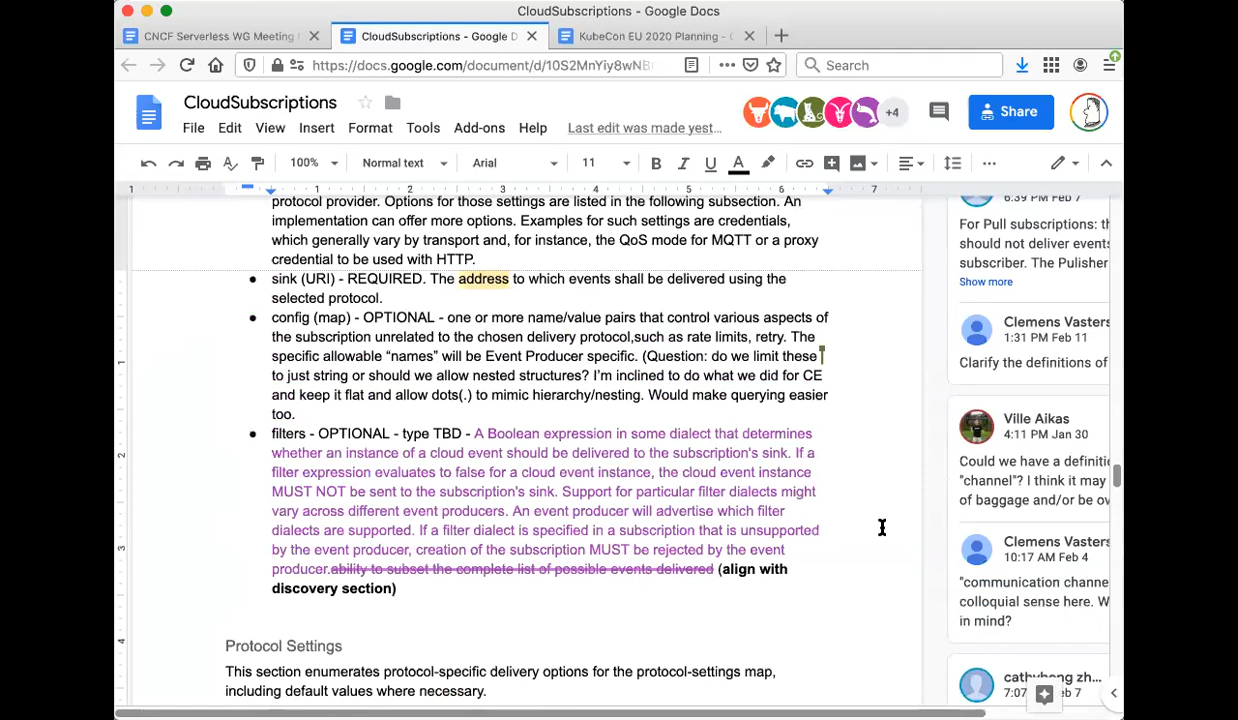 CloudSubscriptions - Google Docs
CNCF Serverless WG Meeting
CloudSubscriptions - Google D
KubeCon EU 2020 Planning -
https://docs.google.com/document/d/10S2MnYiy8wNB
Search
CloudSubscriptions
File Edit View Insert Format Tools Add-ons Help Last edit was made yest...
+4
Share
100% Normal text Arial 11 B I U A
1 1 2 3 4 5 6 7
protocol provider. Options for those settings are listed in the following subsection. An
implementation can offer more options. Examples for such settings are credentials,
which generally vary by transport and, for instance, the QoS mode for MQTT or a proxy
credential to be used with HTTP.
● sink (URI) - REQUIRED. The address to which events shall be delivered using the
selected protocol.
● config (map) - OPTIONAL - one or more name/value pairs that control various aspects of
the subscription unrelated to the chosen delivery protocol,such as rate limits, retry. The
specific allowable “names” will be Event Producer specific. (Question: do we limit these
to just string or should we allow nested structures? I’m inclined to do what we did for CE
and keep it flat and allow dots(.) to mimic hierarchy/nesting. Would make querying easier
too.
● filters - OPTIONAL - type TBD - A Boolean expression in some dialect that determines
whether an instance of a cloud event should be delivered to the subscription's sink. If a
filter expression evaluates to false for a cloud event instance, the cloud event instance
MUST NOT be sent to the subscription's sink. Support for particular filter dialects might
vary across different event producers. An event producer will advertise which filter
dialects are supported. If a filter dialect is specified in a subscription that is unsupported
by the event producer, creation of the subscription MUST be rejected by the event
producer.ability to subset the complete list of possible events delivered (align with
discovery section)
Protocol Settings
This section enumerates protocol-specific delivery options for the protocol-settings map,
including default values where necessary.
1
2
3
4
6:39 PM Feb 7
For Pull subscriptions: th
should not deliver events
subscriber. The Pulisher
Show more
Clemens Vasters
1:31 PM Feb 11
Clarify the definitions of
Ville Aikas
4:11 PM Jan 30
Could we have a definiti
"channel"? I think it may
of baggage and/or be ov
Clemens Vasters
10:17 AM Feb 4
"communication channe
colloquial sense here. W
in mind?
cathyhong zh...
7:07 Feb 7